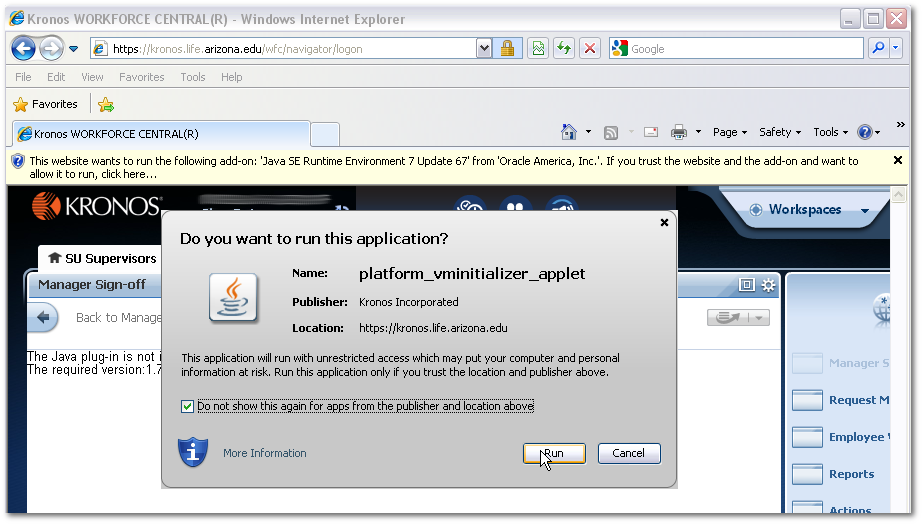 Kronos WORKFORCE CENTRAL(R) - Windows Internet Explorer
https://kronos.life.arizona.edu/wfc/navigator/logon
Google
File Edit View Favorites Tools Help
Favorites
Kronos WORKFORCE CENTRAL(R)
Page Safety Tools
This website wants to run the following add-on: 'Java SE Runtime Environment 7 Update 67' from 'Oracle America, Inc.'. If you trust the website and the add-on and want to
allow it to run, click here...
KRONOS
Workspaces
SU Supervisors
Manager Sign-off
Back to Manage
The Java plug-in is not i
The required version:1.7
Do you want to run this application?
Name: platform_vminitializer_applet
Publisher: Kronos Incorporated
Location: https://kronos.life.arizona.edu
This application will run with unrestricted access which may put your computer and personal
information at risk. Run this application only if you trust the location and publisher above.
Do not show this again for apps from the publisher and location above
More Information
Run
Cancel
Manager S
Request M
Employee
Reports
Actions